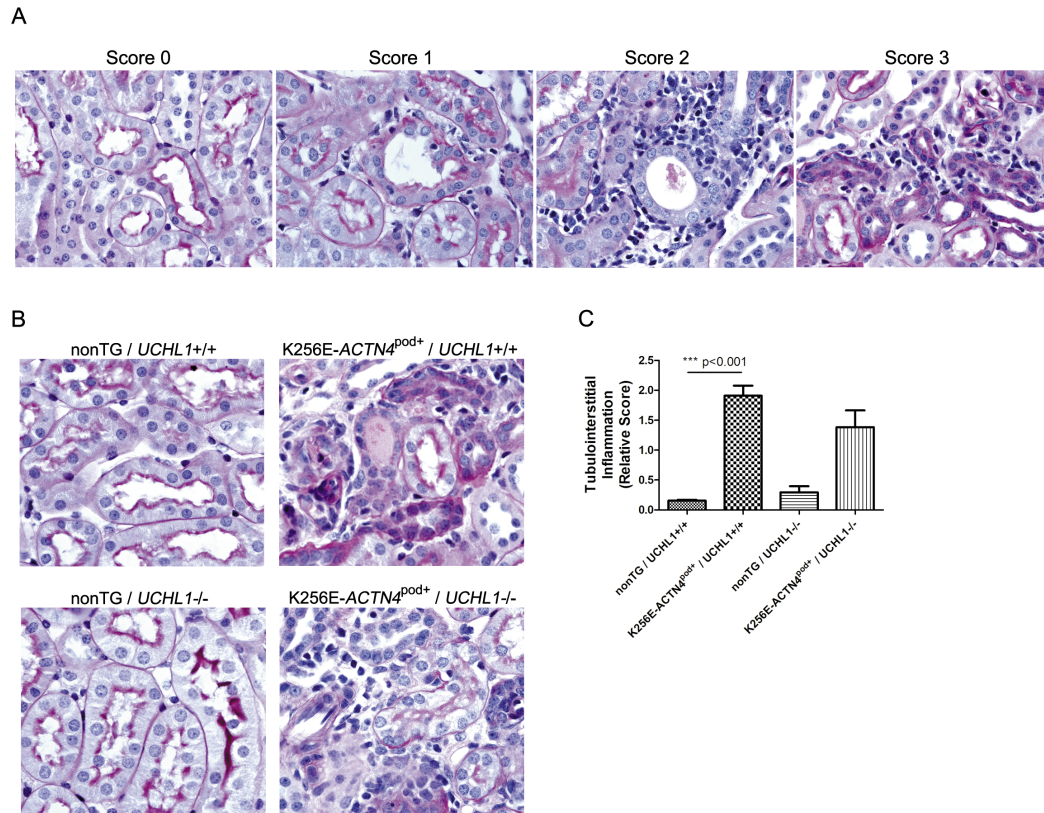 A
Score 0
Score 1
Score 2
Score 3
B
nonTG / UCHL1+/+
K256E-ACTN4pod+ / UCHL1+/+
nonTG / UCHL1-/-
K256E-ACTN4pod+ / UCHL1-/-
C
*** p<0.001
Tubulointerstitial
Inflammation
(Relative Score)
2.5
2.0
1.5
1.0
0.5
0.0
nonTG / UCHL1+/+
K256E-ACTN4pod+ / UCHL1+/+
nonTG / UCHL1-/-
K256E-ACTN4pod+ / UCHL1-/-